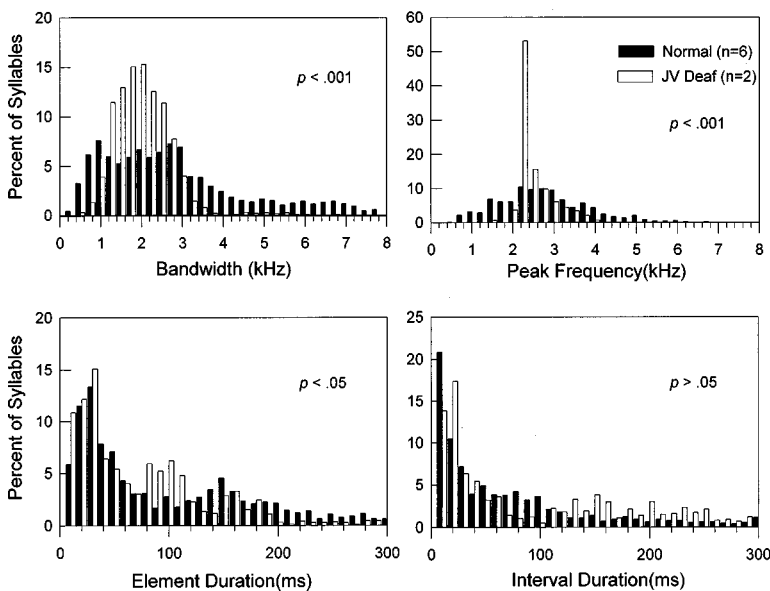 Percent of Syllables
20
15
10
5
0
p < .001
0 1 2 3 4 5 6 7 8
Bandwidth (kHz)
60
50
40
30
20
10
0
Normal (n=6)
JV Deaf (n=2)
p < .001
0 1 2 3 4 5 6 7 8
Peak Frequency(kHz)
Percent of Syllables
20
15
10
5
0
p < .05
0 100 200 300
Element Duration(ms)
25
20
15
10
5
0
p > .05
0 100 200 300
Interval Duration(ms)